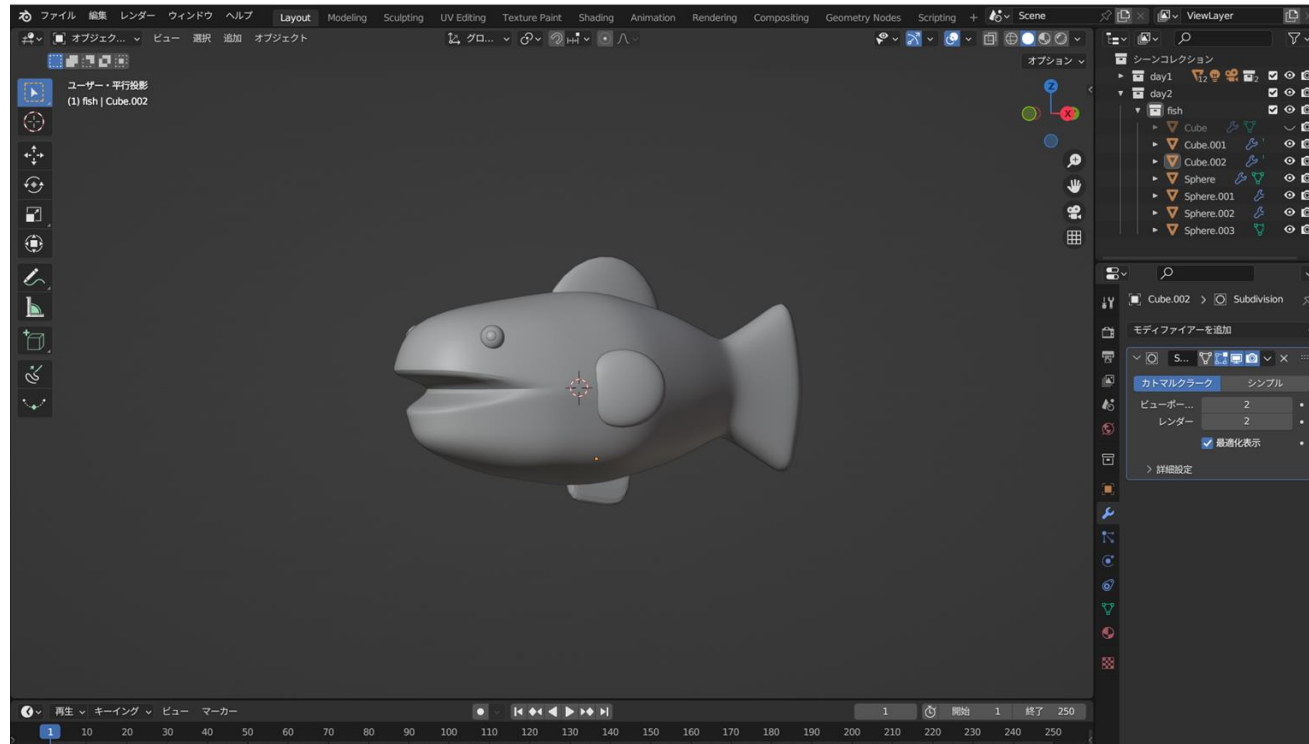 ファイル 編集 レンダー ウィンドウ ヘルプ Layout Modeling Sculpting UV Editing Texture Paint Shading Animation Rendering Compositing Geometry Nodes Scripting + Scene ViewLayer
オブジェク... ビュー 選択 追加 オブジェクト グロ...
オプション
ユーザー・平行投影
(1) fish | Cube.002
Z
X
シーンコレクション
day1 12 2
day2
fish
Cube
Cube.001
Cube.002
Sphere
Sphere.001
Sphere.002
Sphere.003
Cube.002 > Subdivision
モディファイアーを追加
S...
カトマルクラーク シンプル
ビューポー... 2
レンダー 2
最適化表示
詳細設定
再生 キーイング ビュー マーカー 1 開始 1 終了 250
1 10 20 30 40 50 60 70 80 90 100 110 120 130 140 150 160 170 180 190 200 210 220 230 240 250